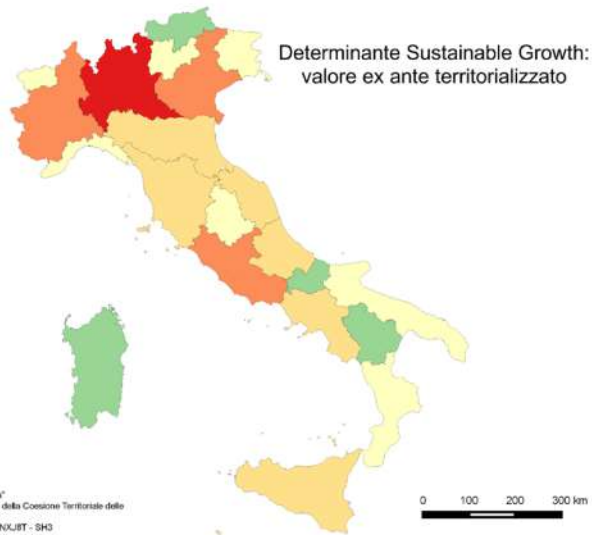 Determinante Sustainable Growth:
valore ex ante territorializzato
della Coesione Territoriale delle
NXJ8T - SH3
0 100 200 300 km